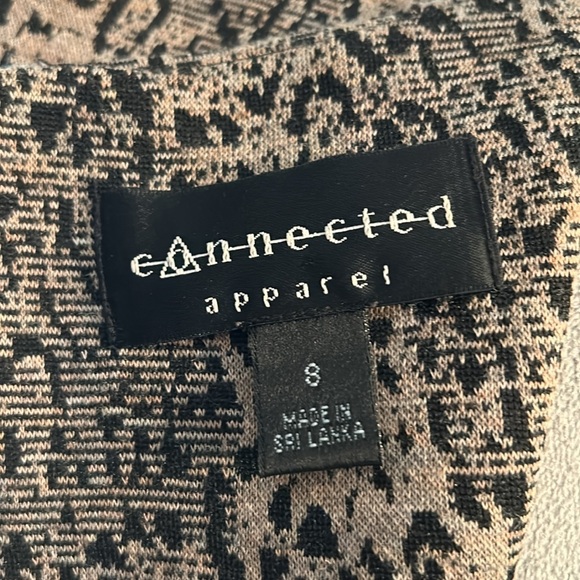 connected
apparel
8
MADE IN
SRI LANKA